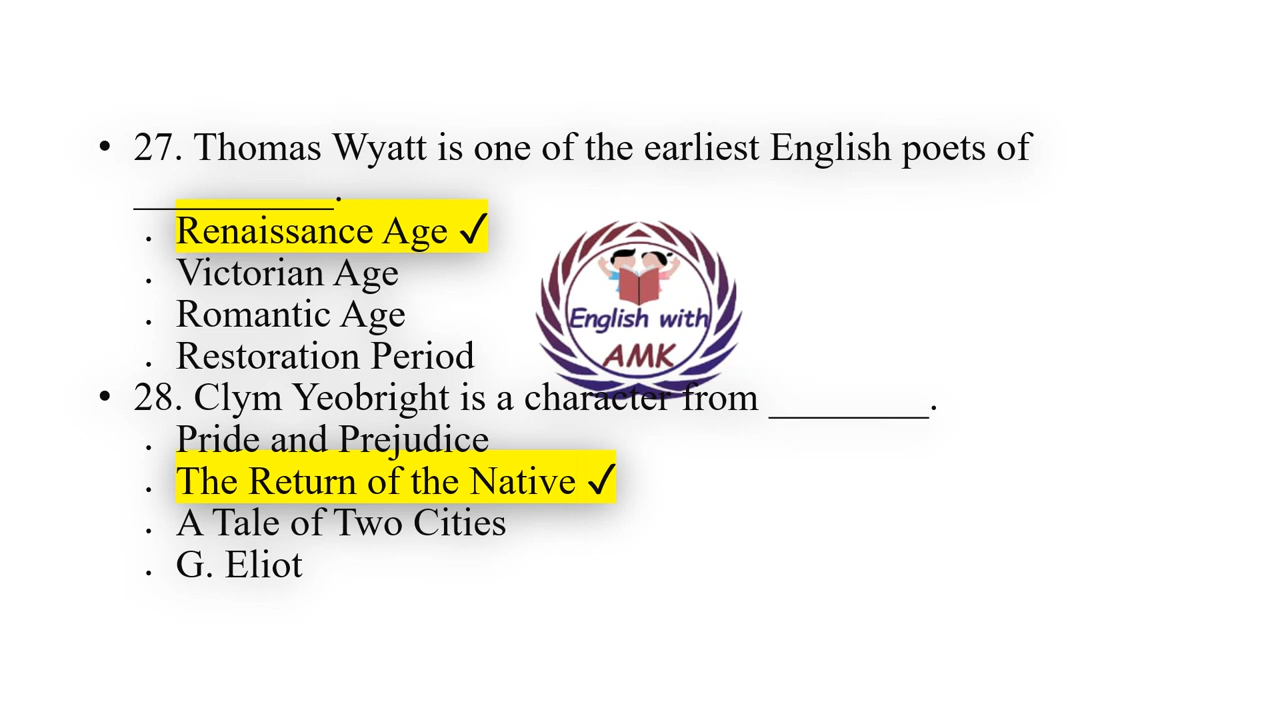 • 27. Thomas Wyatt is one of the earliest English poets of
__________.
. Renaissance Age ✓
. Victorian Age
. Romantic Age
. Restoration Period
English with
AMK
• 28. Clym Yeobright is a character from ________.
. Pride and Prejudice
. The Return of the Native ✓
. A Tale of Two Cities
. G. Eliot